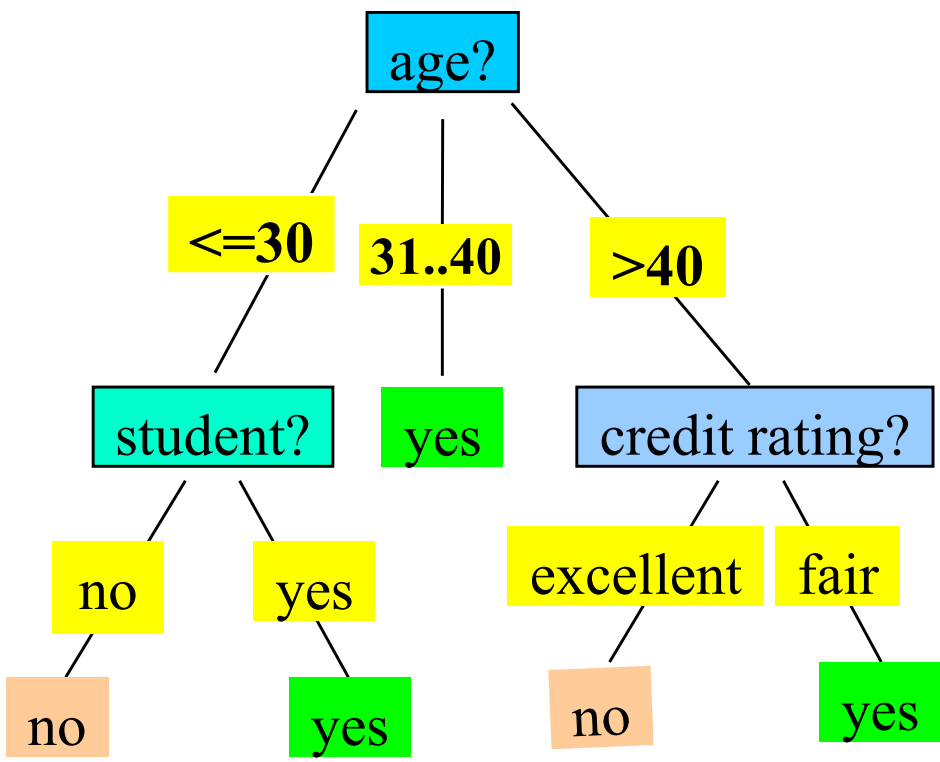 age?
<=30
31..40
>40
student?
yes
credit rating?
no
yes
excellent
fair
no
yes
no
yes